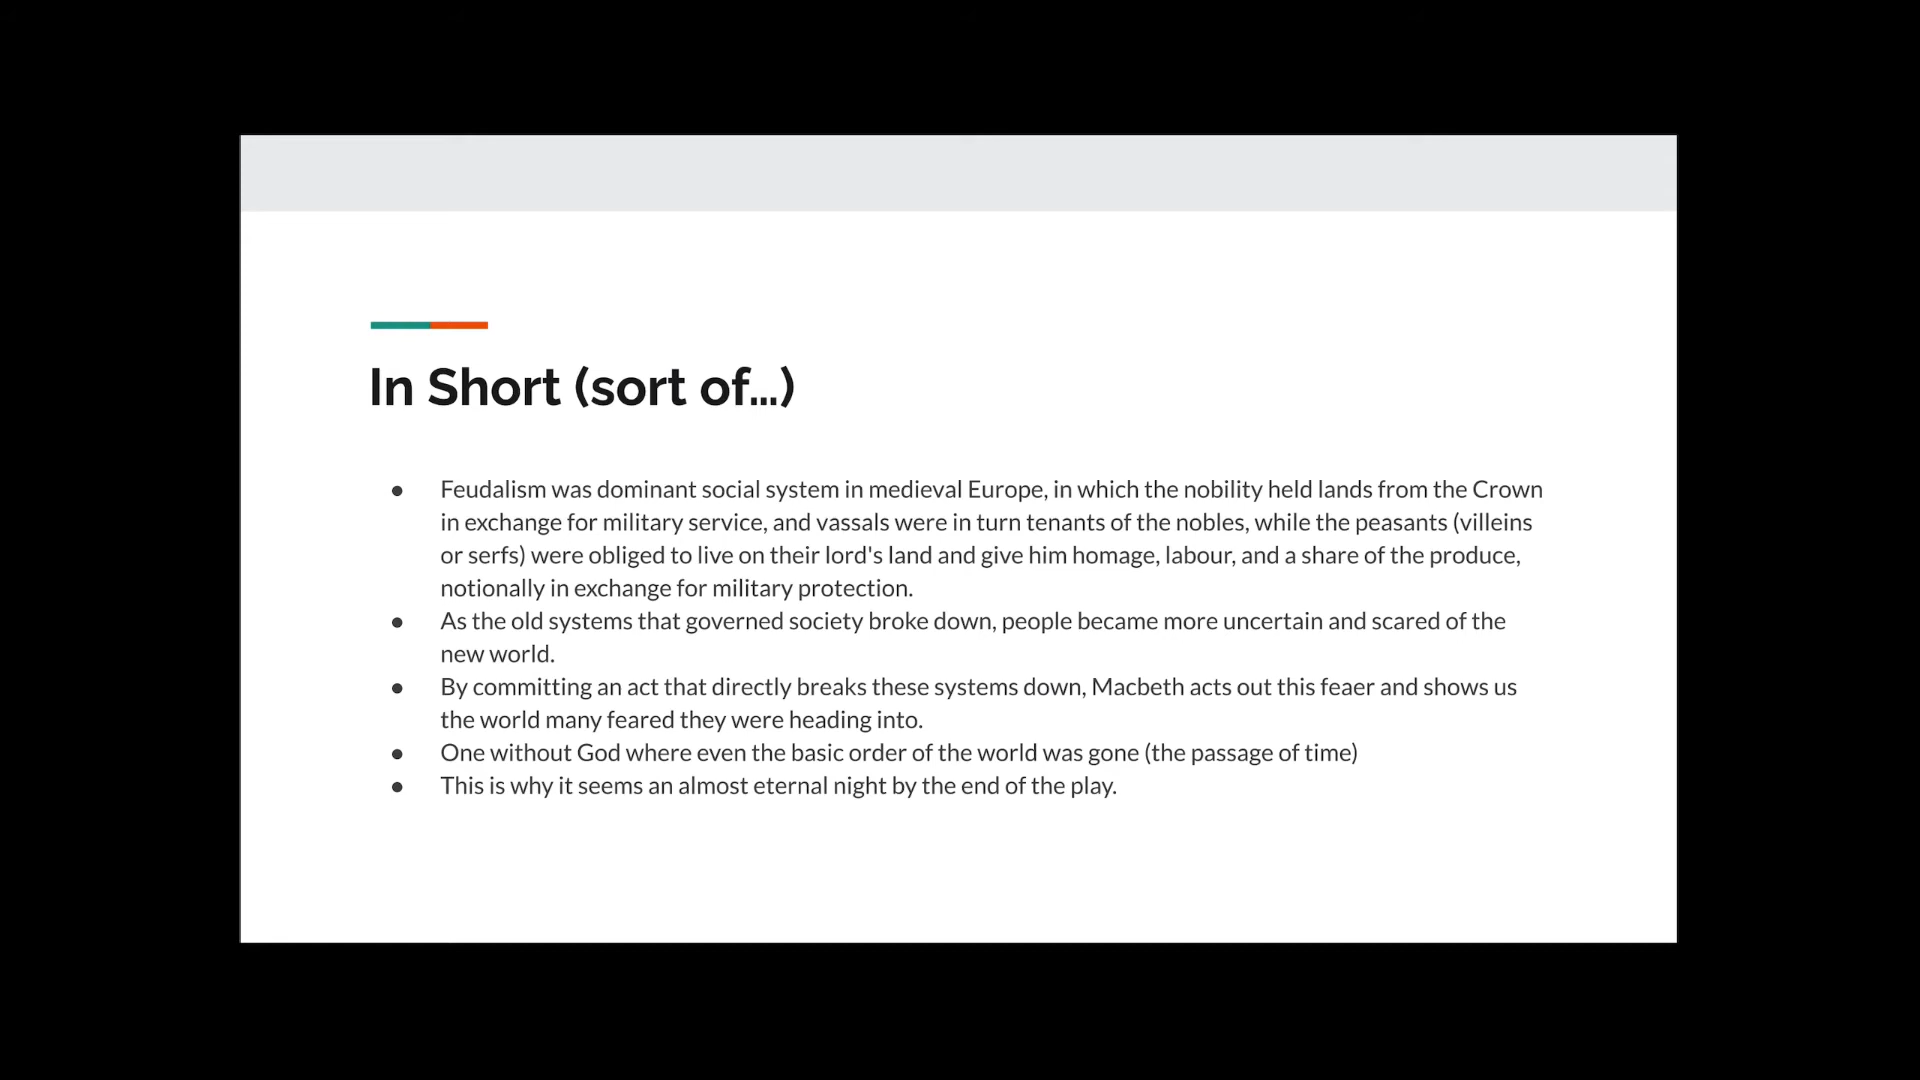 In Short (sort of...)
● Feudalism was dominant social system in medieval Europe, in which the nobility held lands from the Crown
in exchange for military service, and vassals were in turn tenants of the nobles, while the peasants (villeins
or serfs) were obliged to live on their lord's land and give him homage, labour, and a share of the produce,
notionally in exchange for military protection.
● As the old systems that governed society broke down, people became more uncertain and scared of the
new world.
● By committing an act that directly breaks these systems down, Macbeth acts out this feaer and shows us
the world many feared they were heading into.
● One without God where even the basic order of the world was gone (the passage of time)
● This is why it seems an almost eternal night by the end of the play.